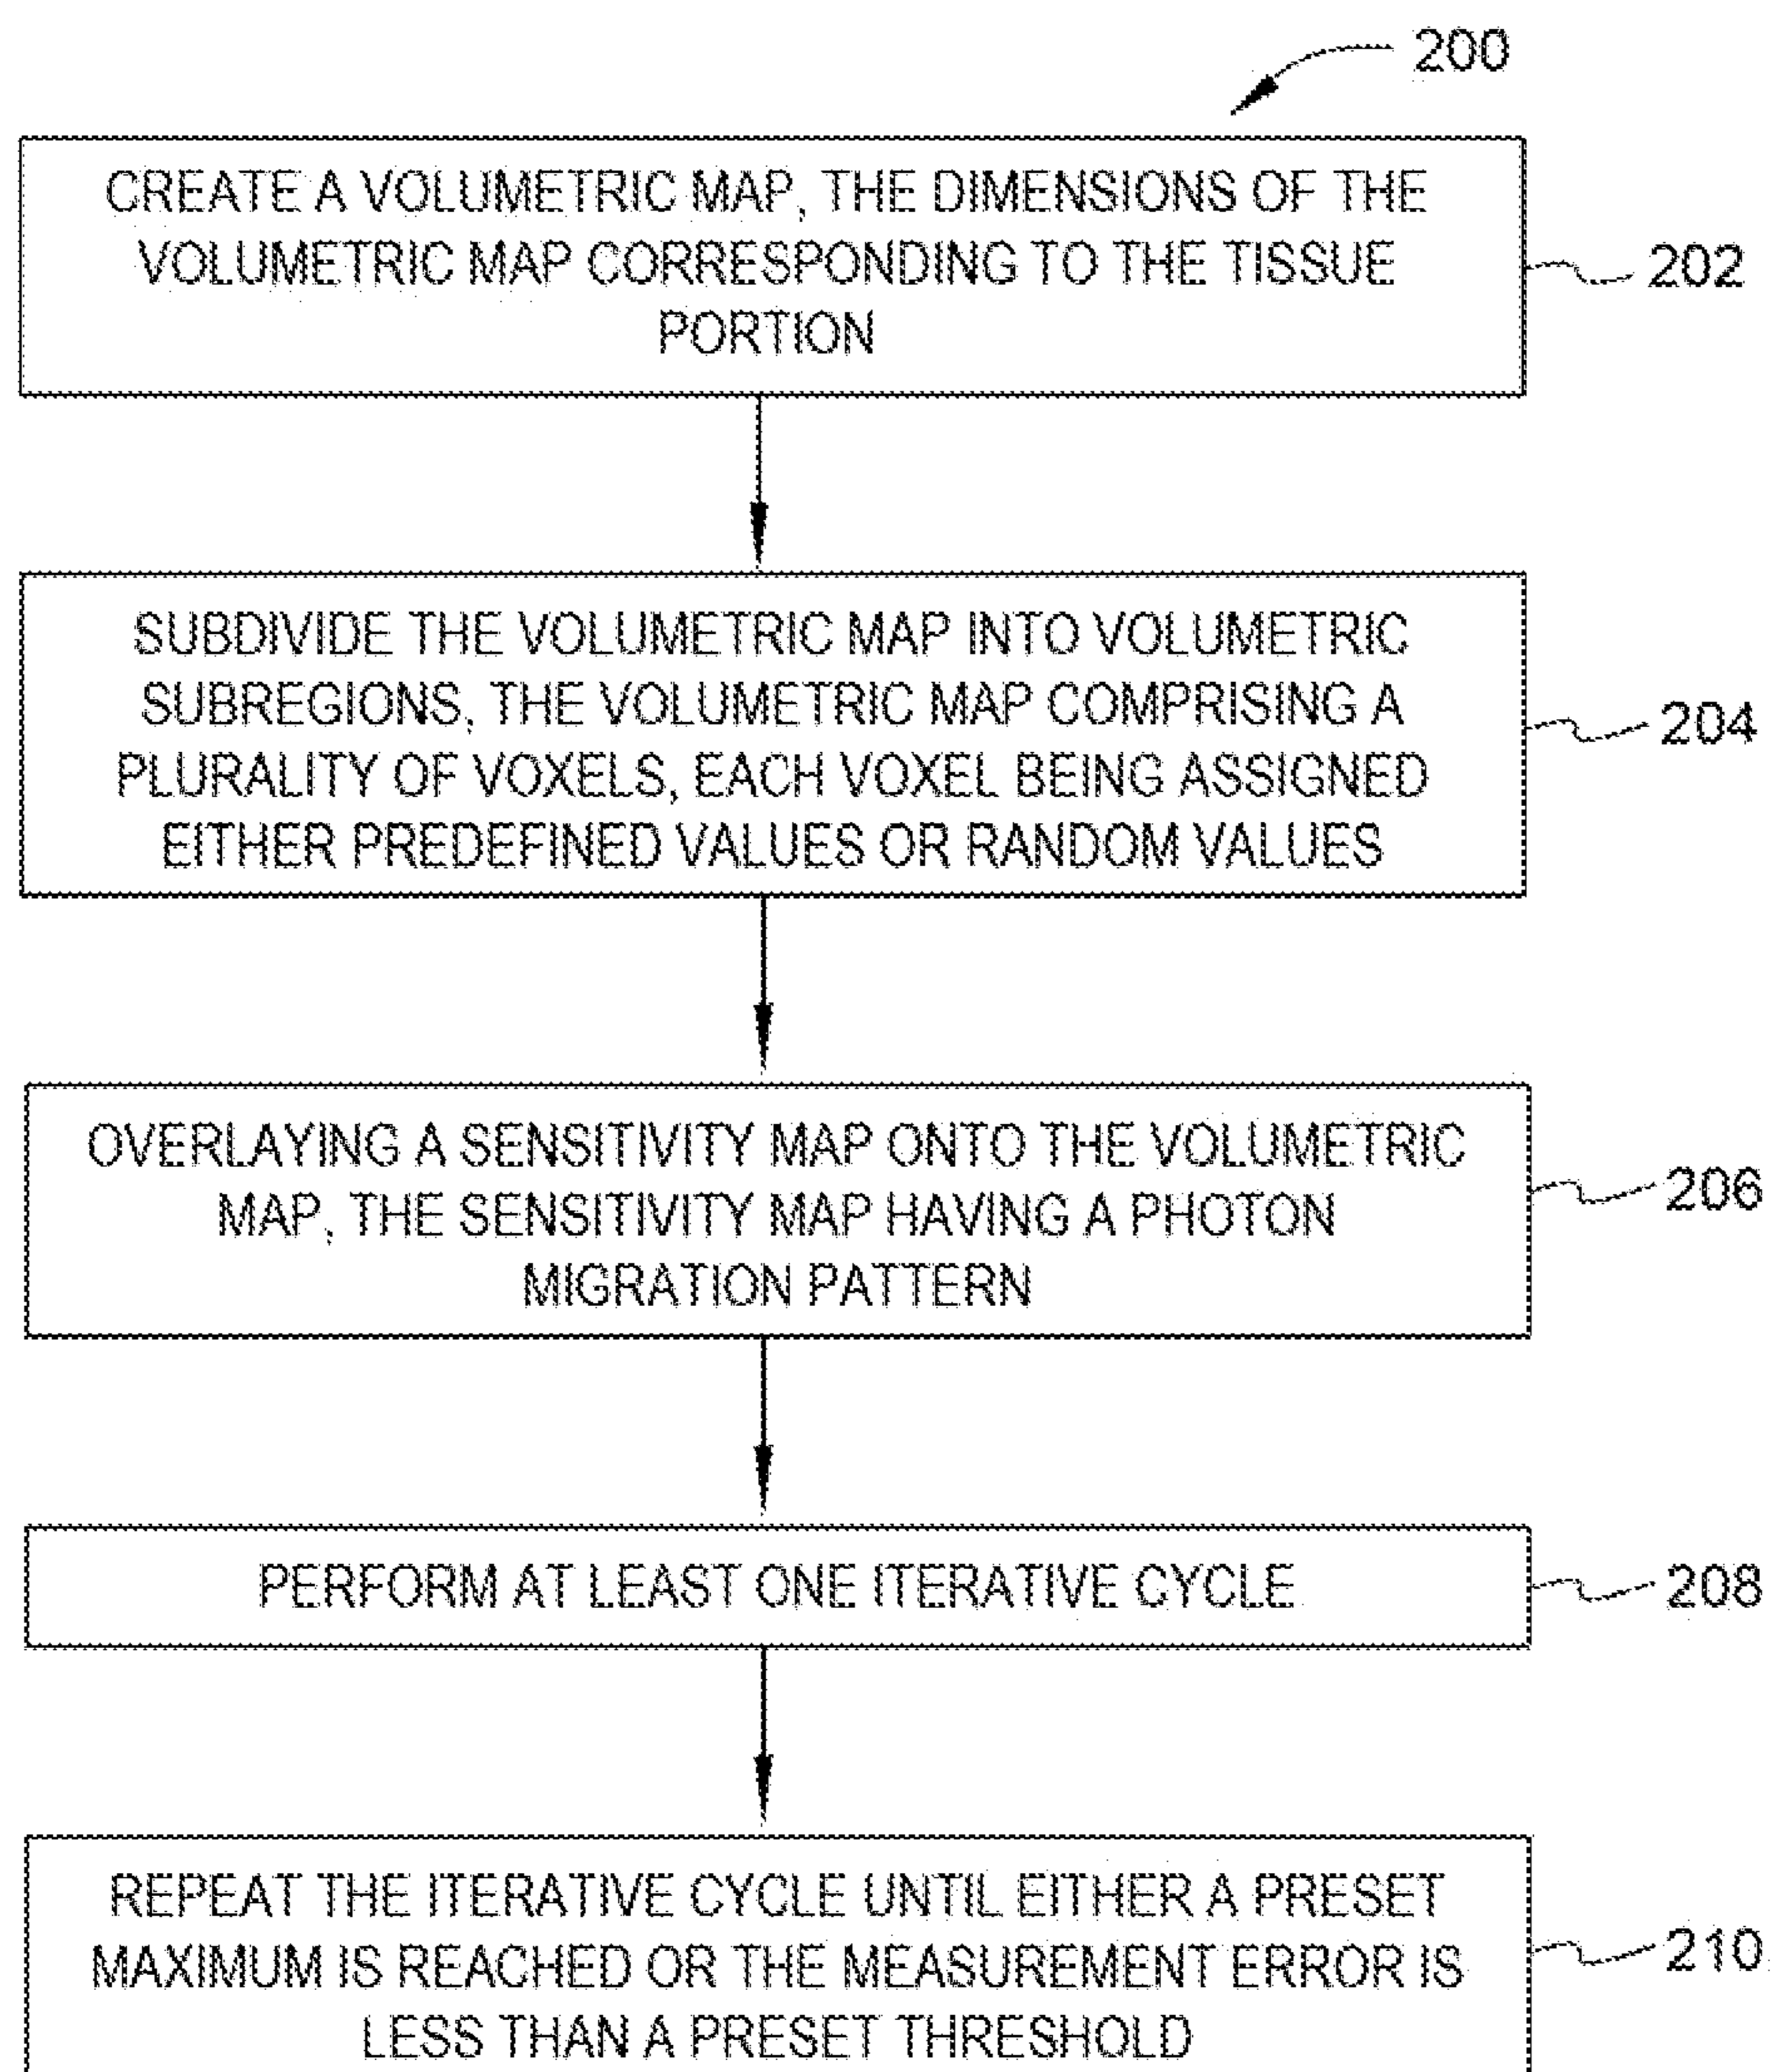 200
CREATE A VOLUMETRIC MAP, THE DIMENSIONS OF THE
VOLUMETRIC MAP CORRESPONDING TO THE TISSUE
PORTION
202
SUBDIVIDE THE VOLUMETRIC MAP INTO VOLUMETRIC
SUBREGIONS, THE VOLUMETRIC MAP COMPRISING A
PLURALITY OF VOXELS, EACH VOXEL BEING ASSIGNED
EITHER PREDEFINED VALUES OR RANDOM VALUES
204
OVERLAYING A SENSITIVITY MAP ONTO THE VOLUMETRIC
MAP, THE SENSITIVITY MAP HAVING A PHOTON
MIGRATION PATTERN
206
PERFORM AT LEAST ONE ITERATIVE CYCLE
208
REPEAT THE ITERATIVE CYCLE UNTIL EITHER A PRESET
MAXIMUM IS REACHED OR THE MEASUREMENT ERROR IS
LESS THAN A PRESET THRESHOLD
210